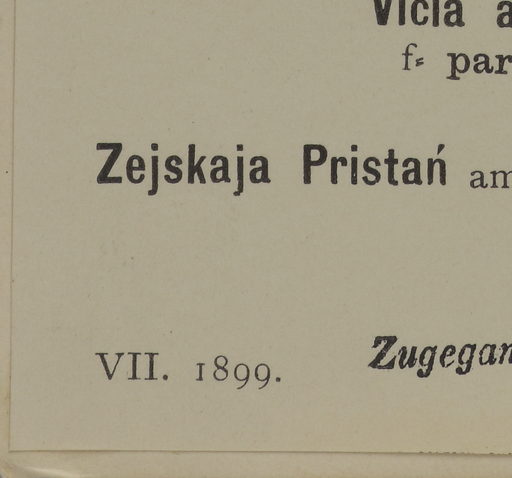 Vicia
f. par
Zejskaja Pristań am
VII. 1899.
Zugegan